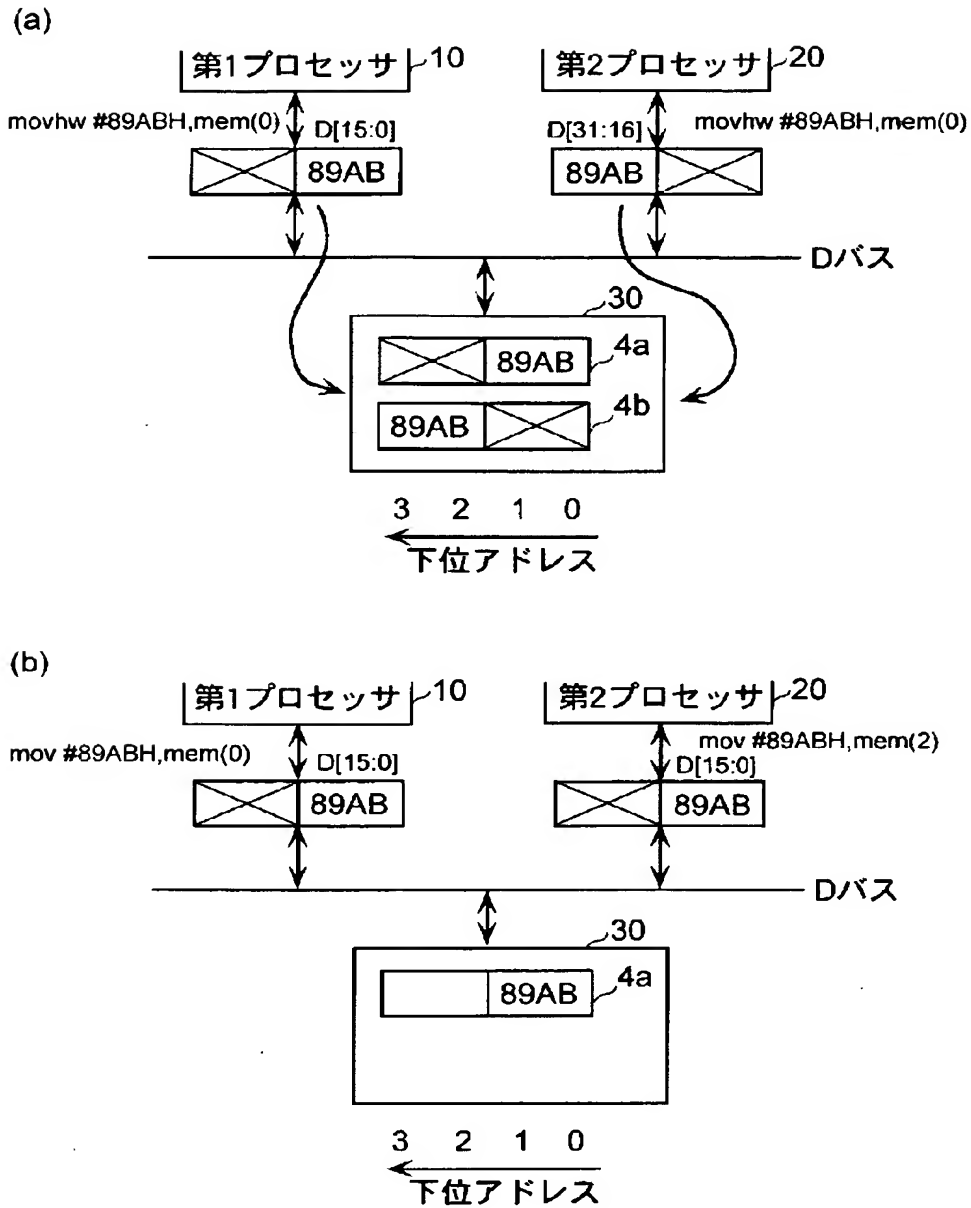 (a)
第1プロセッサ 10 第2プロセッサ 20
movhw #89ABH,mem(0) D[15:0] D[31:16] movhw #89ABH,mem(0)
89AB 89AB
Dバス
30
89AB 4a
89AB 4b
3 2 1 0
下位アドレス
(b)
第1プロセッサ 10 第2プロセッサ 20
mov #89ABH,mem(0) D[15:0] mov #89ABH,mem(2)
D[15:0]
89AB 89AB
Dバス
30
89AB 4a
3 2 1 0
下位アドレス